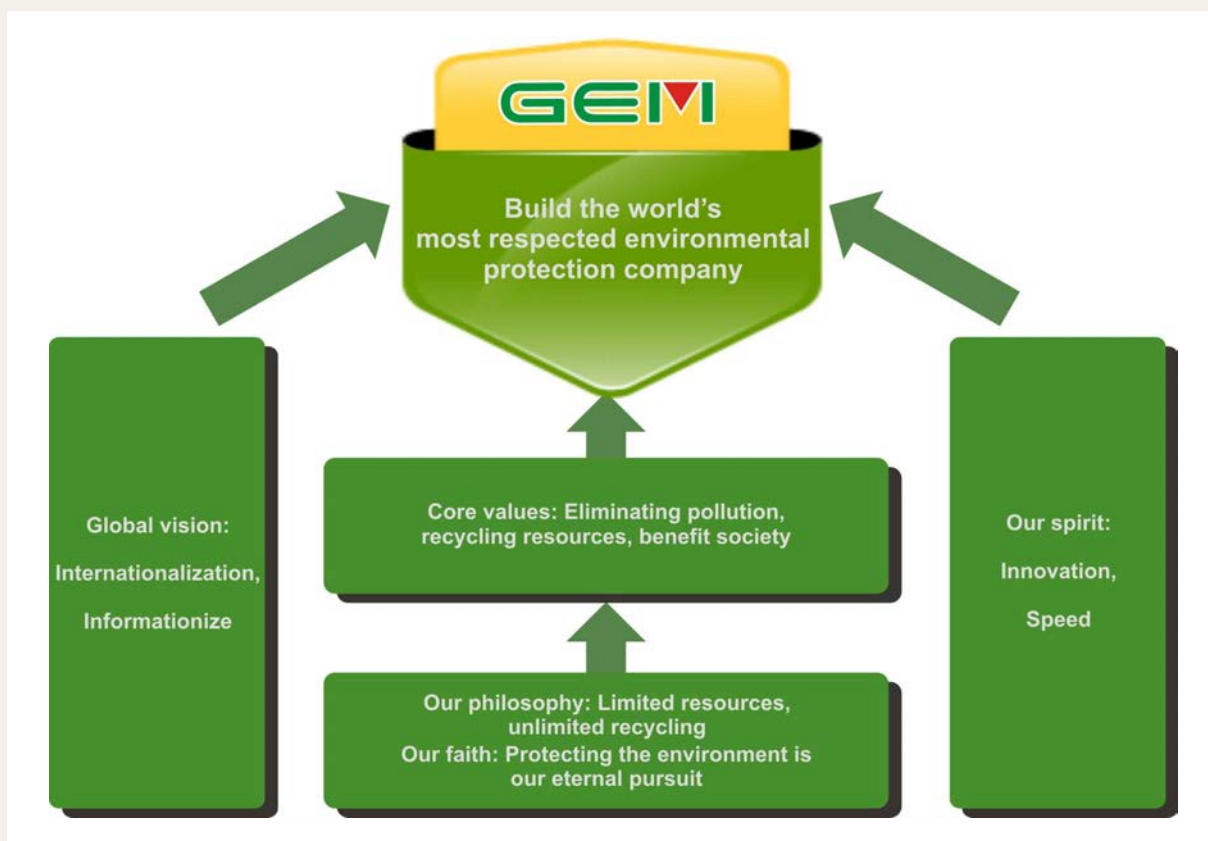 GEM
Build the world's
most respected environmental
protection company
Global vision:
Internationalization,
Informationize
Core values: Eliminating pollution,
recycling resources, benefit society
Our philosophy: Limited resources,
unlimited recycling
Our faith: Protecting the environment is
our eternal pursuit
Our spirit:
Innovation,
Speed